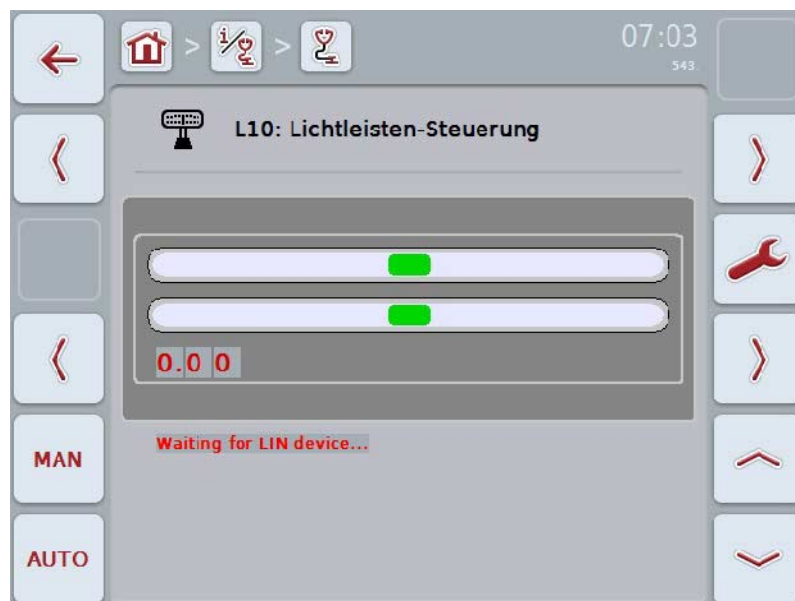 07:03
543.
L10: Lichtleisten-Steuerung
0.0 0
Waiting for LIN device...
MAN
AUTO